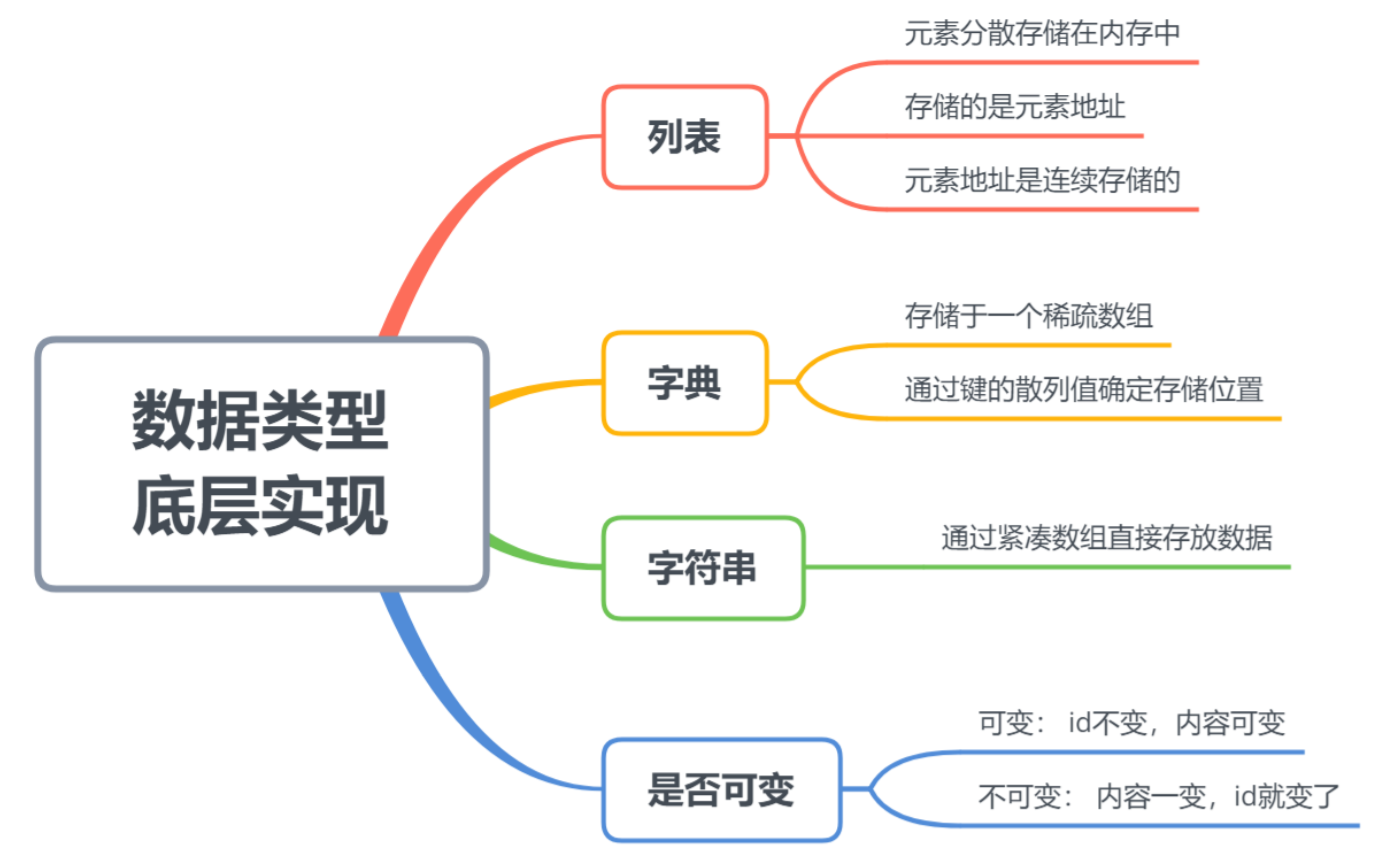 数据类型
底层实现
列表
元素分散存储在内存中
存储的是元素地址
元素地址是连续存储的
字典
存储于一个稀疏数组
通过键的散列值确定存储位置
字符串
通过紧凑数组直接存放数据
是否可变
可变： id不变，内容可变
不可变： 内容一变，id就变了